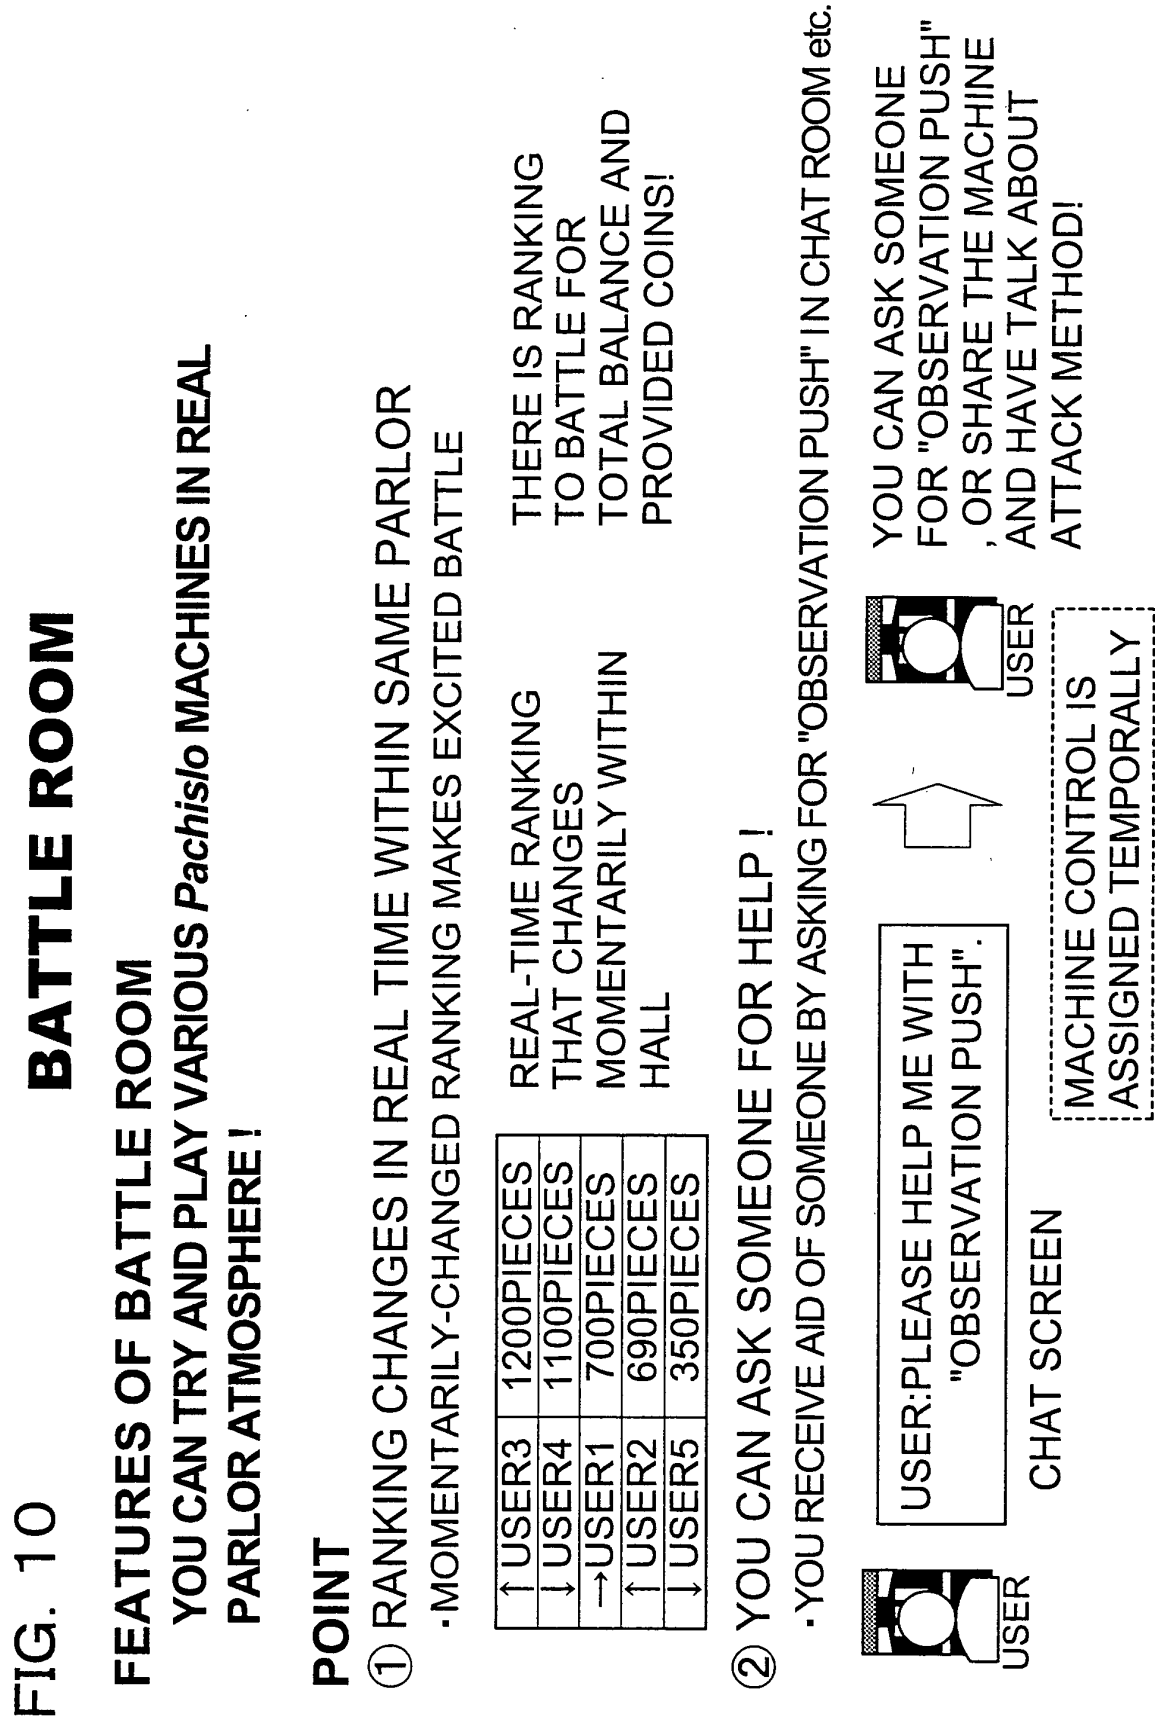 FIG. 10
BATTLE ROOM
FEATURES OF BATTLE ROOM
YOU CAN TRY AND PLAY VARIOUS Pachislo MACHINES IN REAL
PARLOR ATMOSPHERE !
POINT
① RANKING CHANGES IN REAL TIME WITHIN SAME PARLOR
・MOMENTARILY-CHANGED RANKING MAKES EXCITED BATTLE
↑USER3 1200PIECES
↓USER4 1100PIECES
→USER1 700PIECES
↑USER2 690PIECES
↓USER5 350PIECES
REAL-TIME RANKING
THAT CHANGES
MOMENTARILY WITHIN
HALL
THERE IS RANKING
TO BATTLE FOR
TOTAL BALANCE AND
PROVIDED COINS!
② YOU CAN ASK SOMEONE FOR HELP !
・YOU RECEIVE AID OF SOMEONE BY ASKING FOR "OBSERVATION PUSH" IN CHAT ROOM etc.
USER
USER:PLEASE HELP ME WITH
"OBSERVATION PUSH".
CHAT SCREEN
USER
MACHINE CONTROL IS
ASSIGNED TEMPORALLY
YOU CAN ASK SOMEONE
FOR "OBSERVATION PUSH"
, OR SHARE THE MACHINE
AND HAVE TALK ABOUT
ATTACK METHOD!